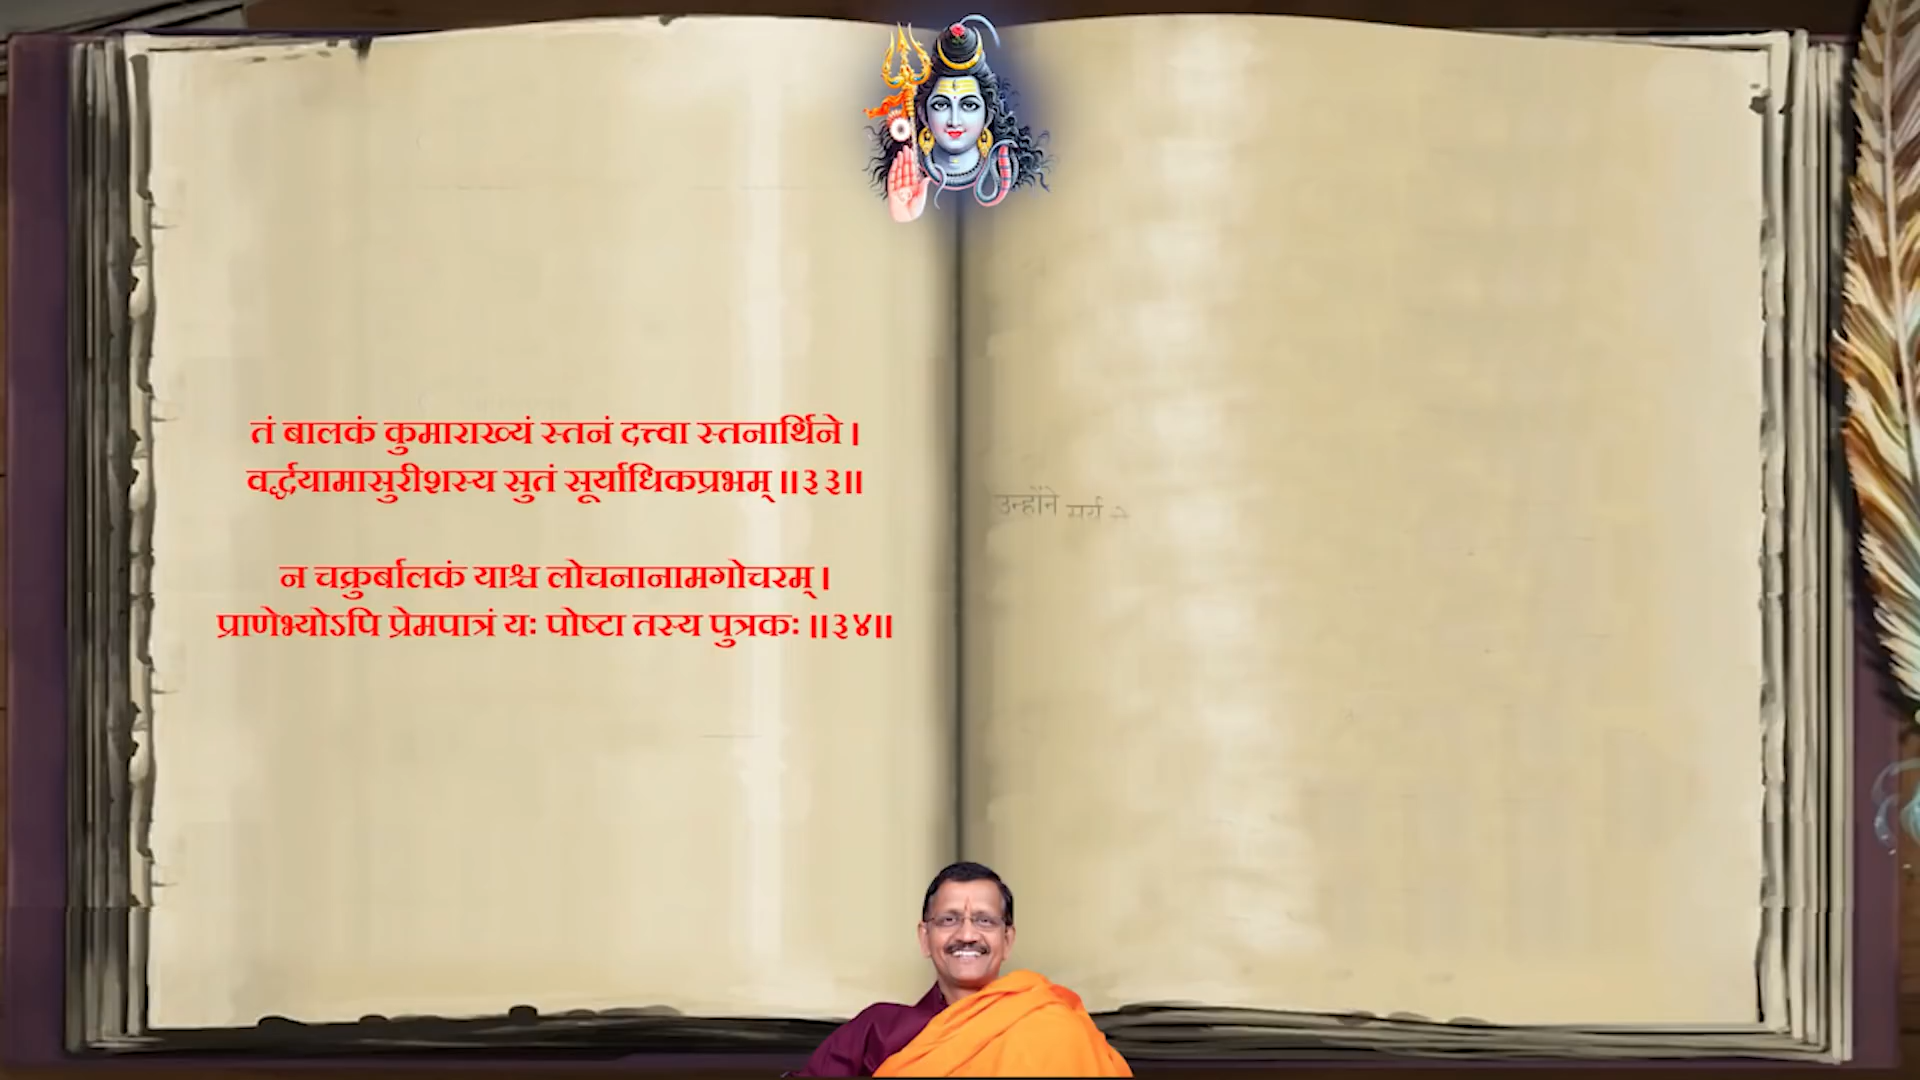 तं बालकं कुमाराख्यं स्तनं दत्त्वा स्तनार्थिने।
वर्द्धयामासुरीशस्य सुतं सूर्याधिकप्रभम्॥३३॥
न चक्रुर्बालकं याश्च लोचनानामगोचरम्।
प्राणेभ्योऽपि प्रेमपात्रं यः पोष्टा तस्य पुत्रकः॥३४॥
उन्होंने